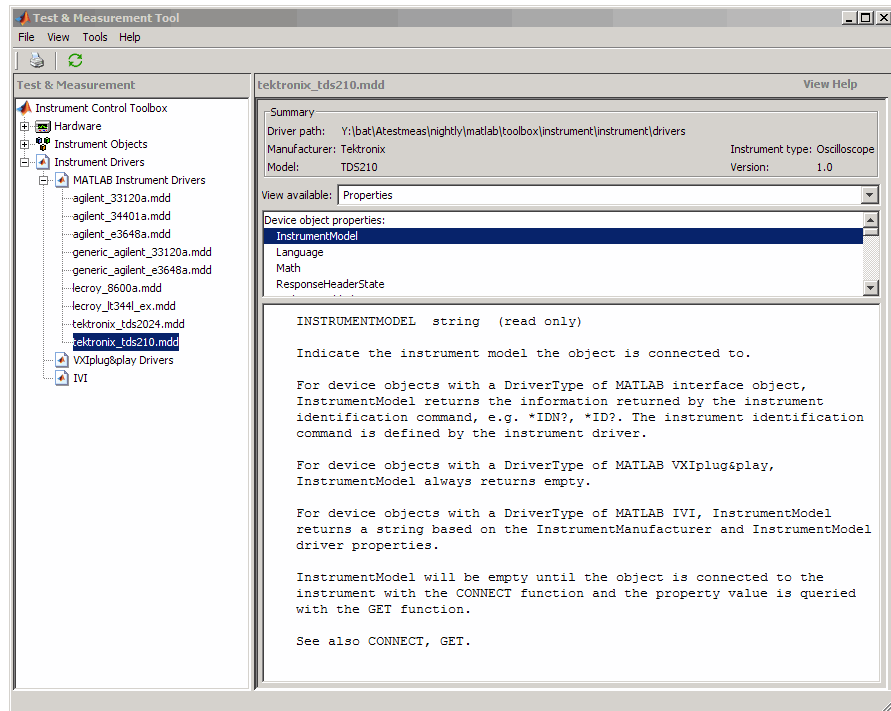 Test & Measurement Tool
File View Tools Help
Test & Measurement
Instrument Control Toolbox
Hardware
Instrument Objects
Instrument Drivers
MATLAB Instrument Drivers
agilent_33120a.mdd
agilent_34401a.mdd
agilent_e3648a.mdd
generic_agilent_33120a.mdd
generic_agilent_e3648a.mdd
lecroy_8600a.mdd
lecroy_lt344l_ex.mdd
tektronix_tds2024.mdd
tektronix_tds210.mdd
VXIplug&play Drivers
IVI
tektronix_tds210.mdd View Help
Summary
Driver path: Y:\bat\Atestmeas\nightly\matlab\toolbox\instrument\instrument\drivers
Manufacturer: Tektronix Instrument type: Oscilloscope
Model: TDS210 Version: 1.0
View available: Properties
Device object properties:
InstrumentModel
Language
Math
ResponseHeaderState
INSTRUMENTMODEL string (read only)
Indicate the instrument model the object is connected to.
For device objects with a DriverType of MATLAB interface object,
InstrumentModel returns the information returned by the instrument
identification command, e.g. *IDN?, *ID?. The instrument identification
command is defined by the instrument driver.
For device objects with a DriverType of MATLAB VXIplug&play,
InstrumentModel always returns empty.
For device objects with a DriverType of MATLAB IVI, InstrumentModel
returns a string based on the InstrumentManufacturer and InstrumentModel
driver properties.
InstrumentModel will be empty until the object is connected to the
instrument with the CONNECT function and the property value is queried
with the GET function.
See also CONNECT, GET.